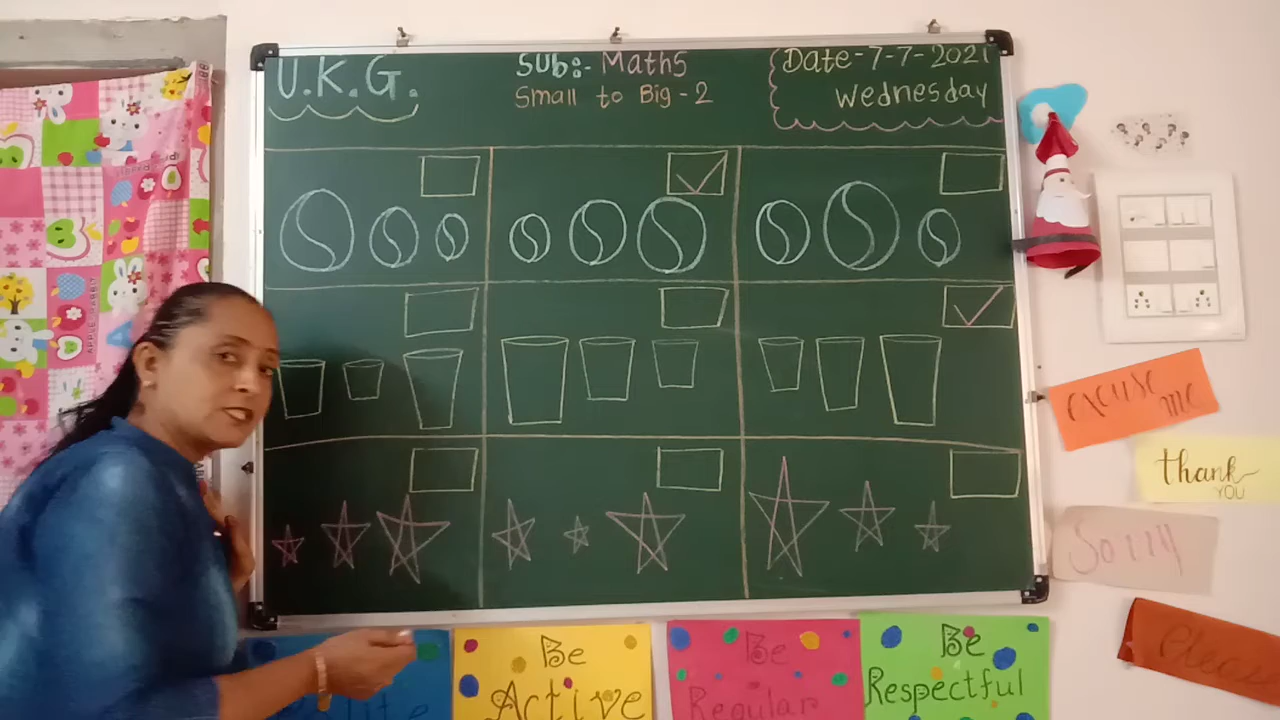 U.K.G.
Sub:- Maths
Small to Big - 2
Date - 7-7-2021
Wednesday
excuse me
thank
YOU
Sorry
Be
Active
Be
Regular
Be
Respectful